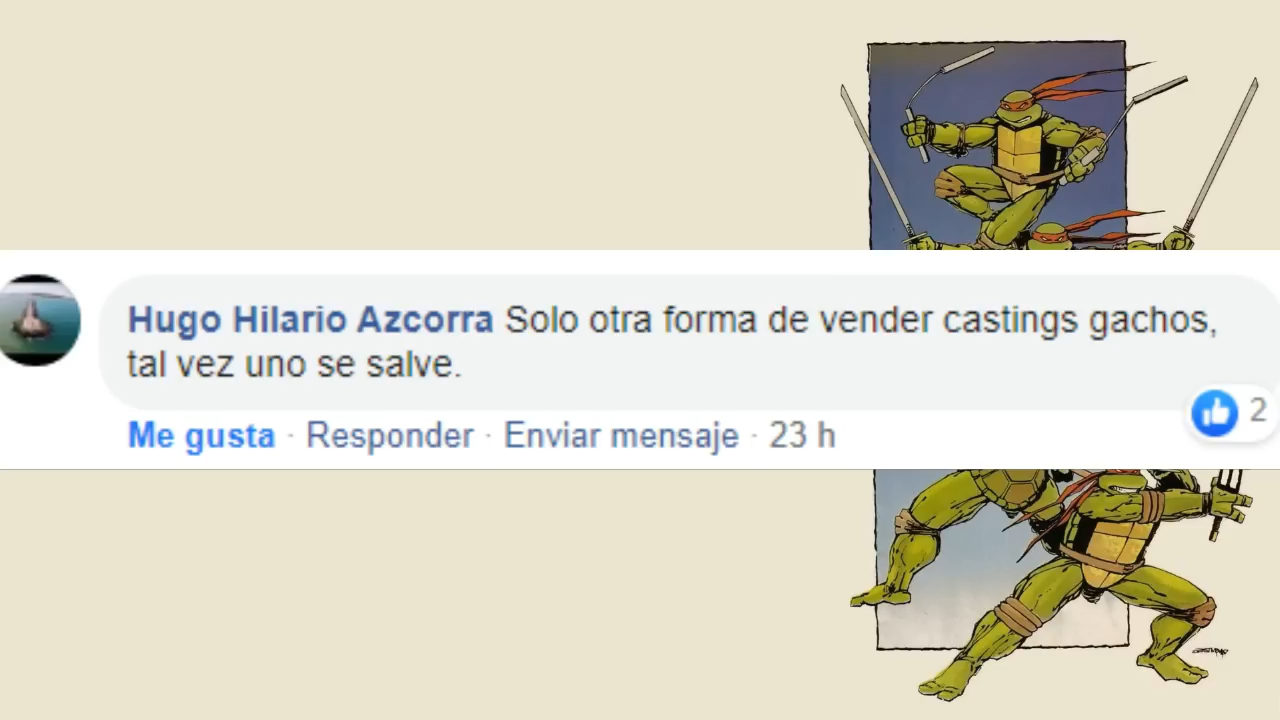 Hugo Hilario Azcorra Solo otra forma de vender castings gachos,
tal vez uno se salve.
Me gusta · Responder · Enviar mensaje · 23 h
2